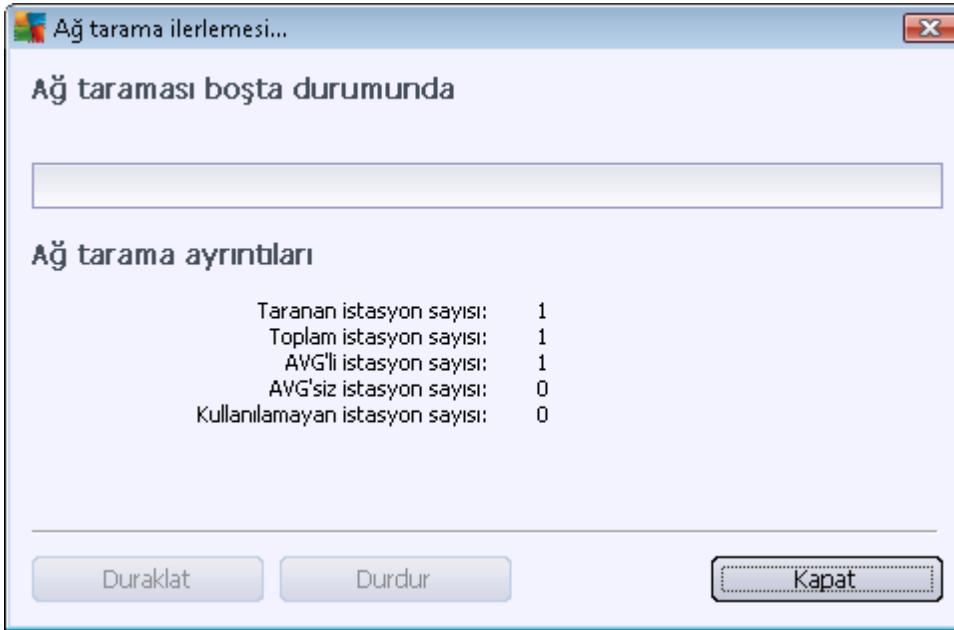 Ağ tarama ilerlemesi...
Ağ taraması boşta durumunda
Ağ tarama ayrıntıları
Taranan istasyon sayısı: 1
Toplam istasyon sayısı: 1
AVG'li istasyon sayısı: 1
AVG'siz istasyon sayısı: 0
Kullanılamayan istasyon sayısı: 0
Duraklat Durdur Kapat